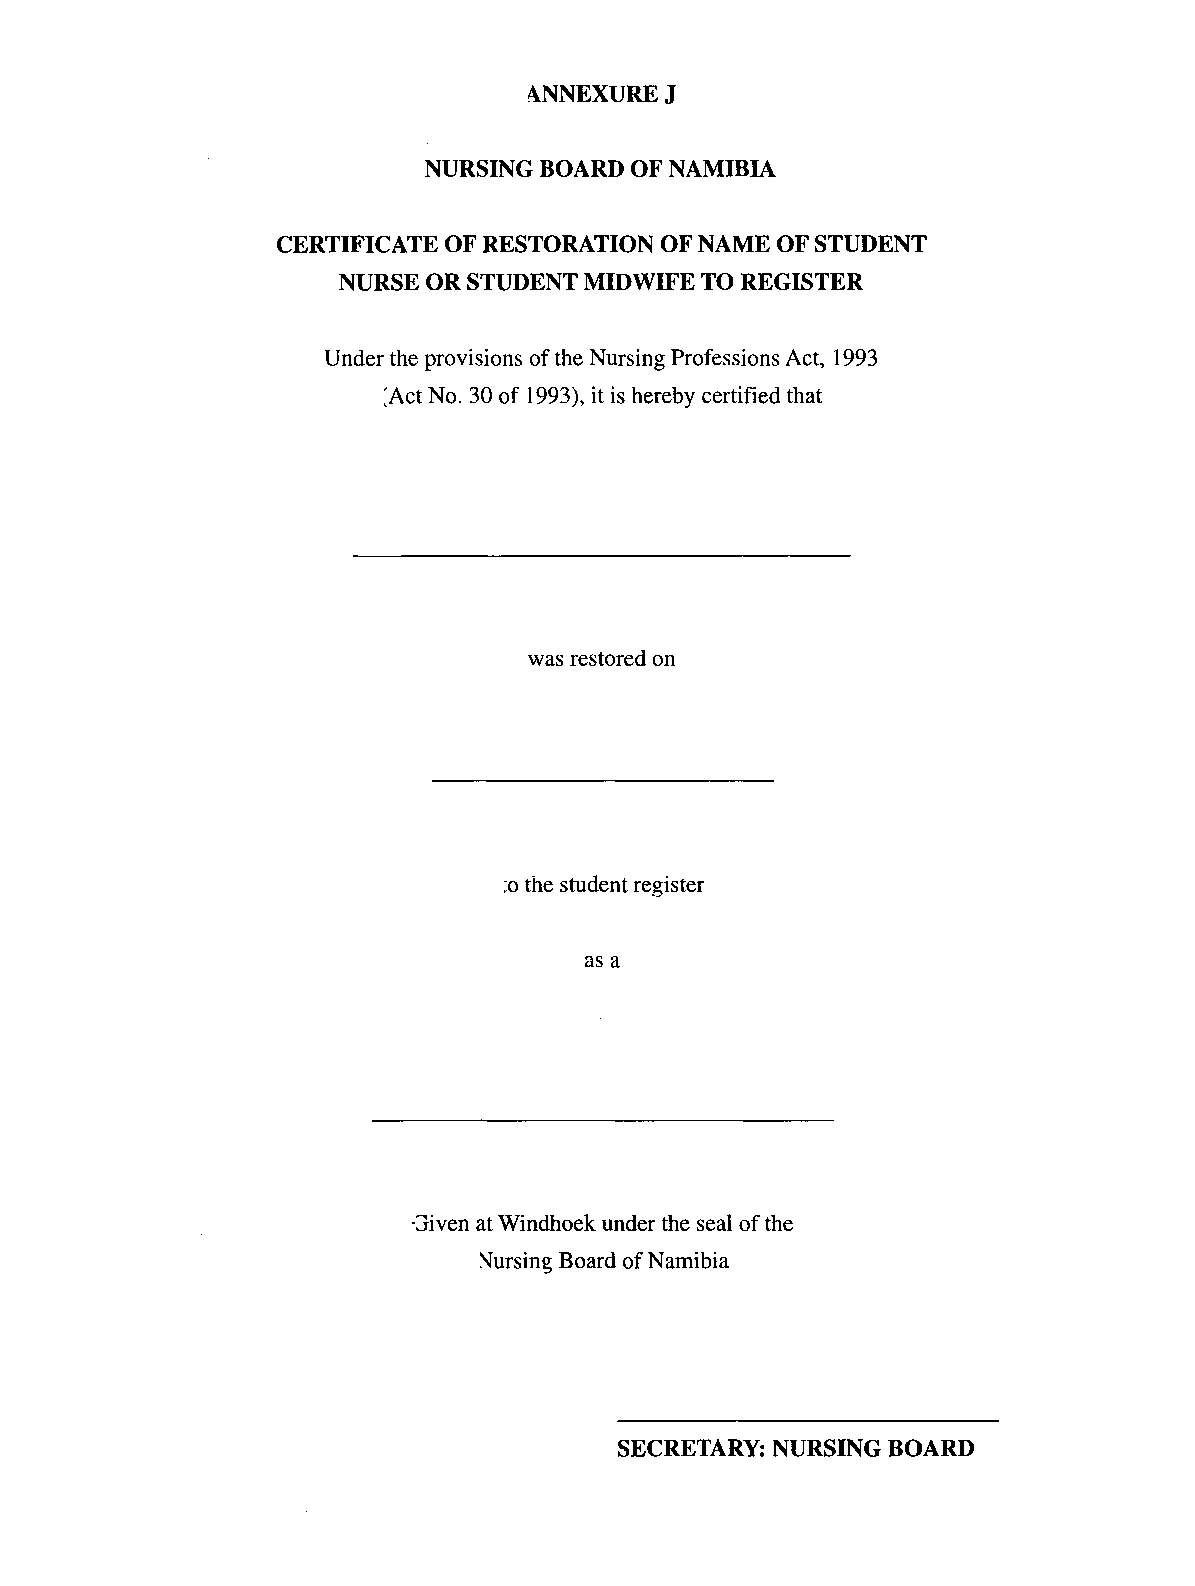 ANNEXURE J
NURSING BOARD OF NAMIBIA
CERTIFICATE OF RESTORATION OF NAME OF STUDENT
NURSE OR STUDENT MIDWIFE TO REGISTER
Under the provisions of the Nursing Professions Act, 1993
(Act No. 30 of 1993), it is hereby certified that
was restored on
to the student register
as a
Given at Windhoek under the seal of the
Nursing Board of Namibia
SECRETARY: NURSING BOARD